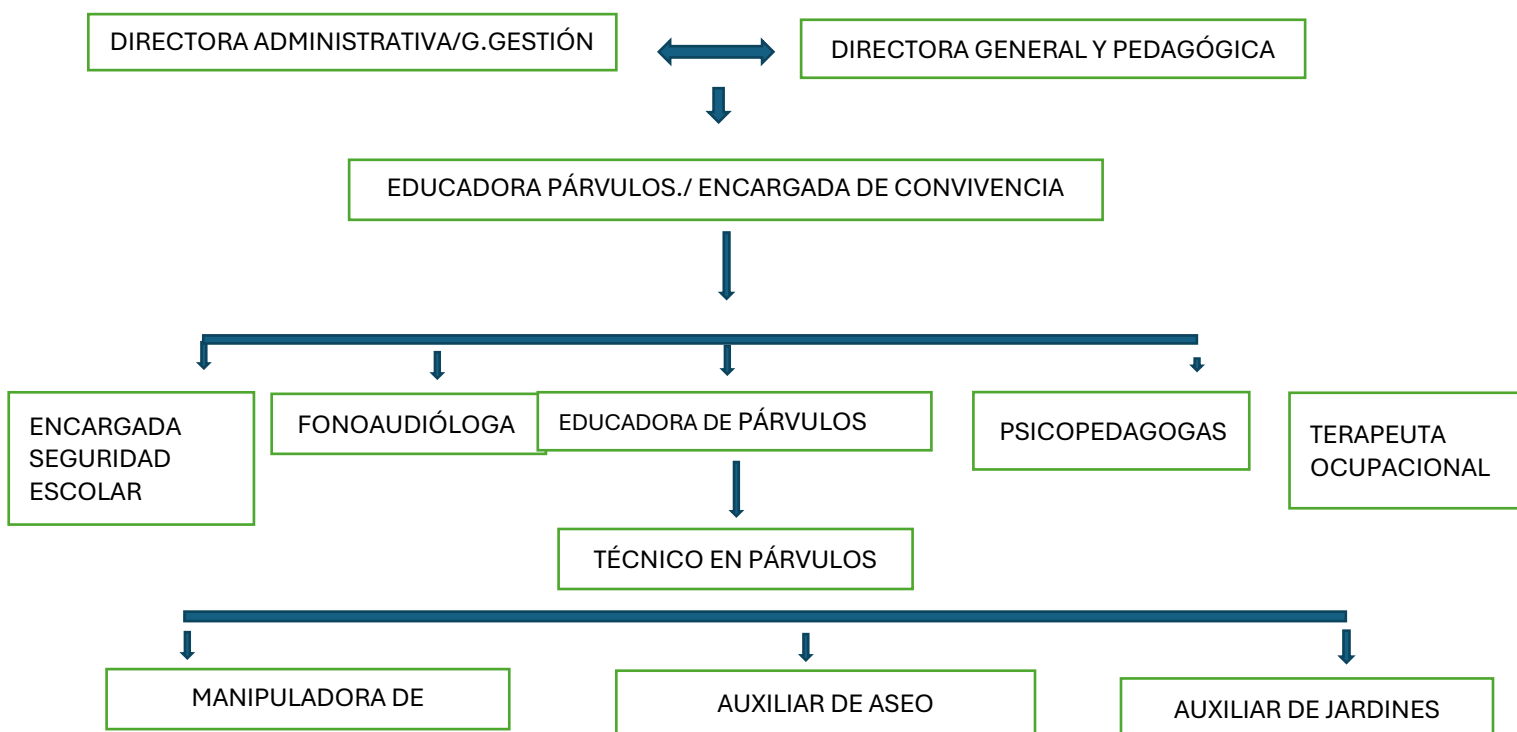 DIRECTORA ADMINISTRATIVA/G.GESTIÓN
DIRECTORA GENERAL Y PEDAGÓGICA
EDUCADORA PÁRVULOS./ ENCARGADA DE CONVIVENCIA
ENCARGADA
SEGURIDAD
ESCOLAR
FONOAUDIÓLOGA
EDUCADORA DE PÁRVULOS
PSICOPEDAGOGAS
TERAPEUTA
OCUPACIONAL
TÉCNICO EN PÁRVULOS
MANIPULADORA DE
AUXILIAR DE ASEO
AUXILIAR DE JARDINES